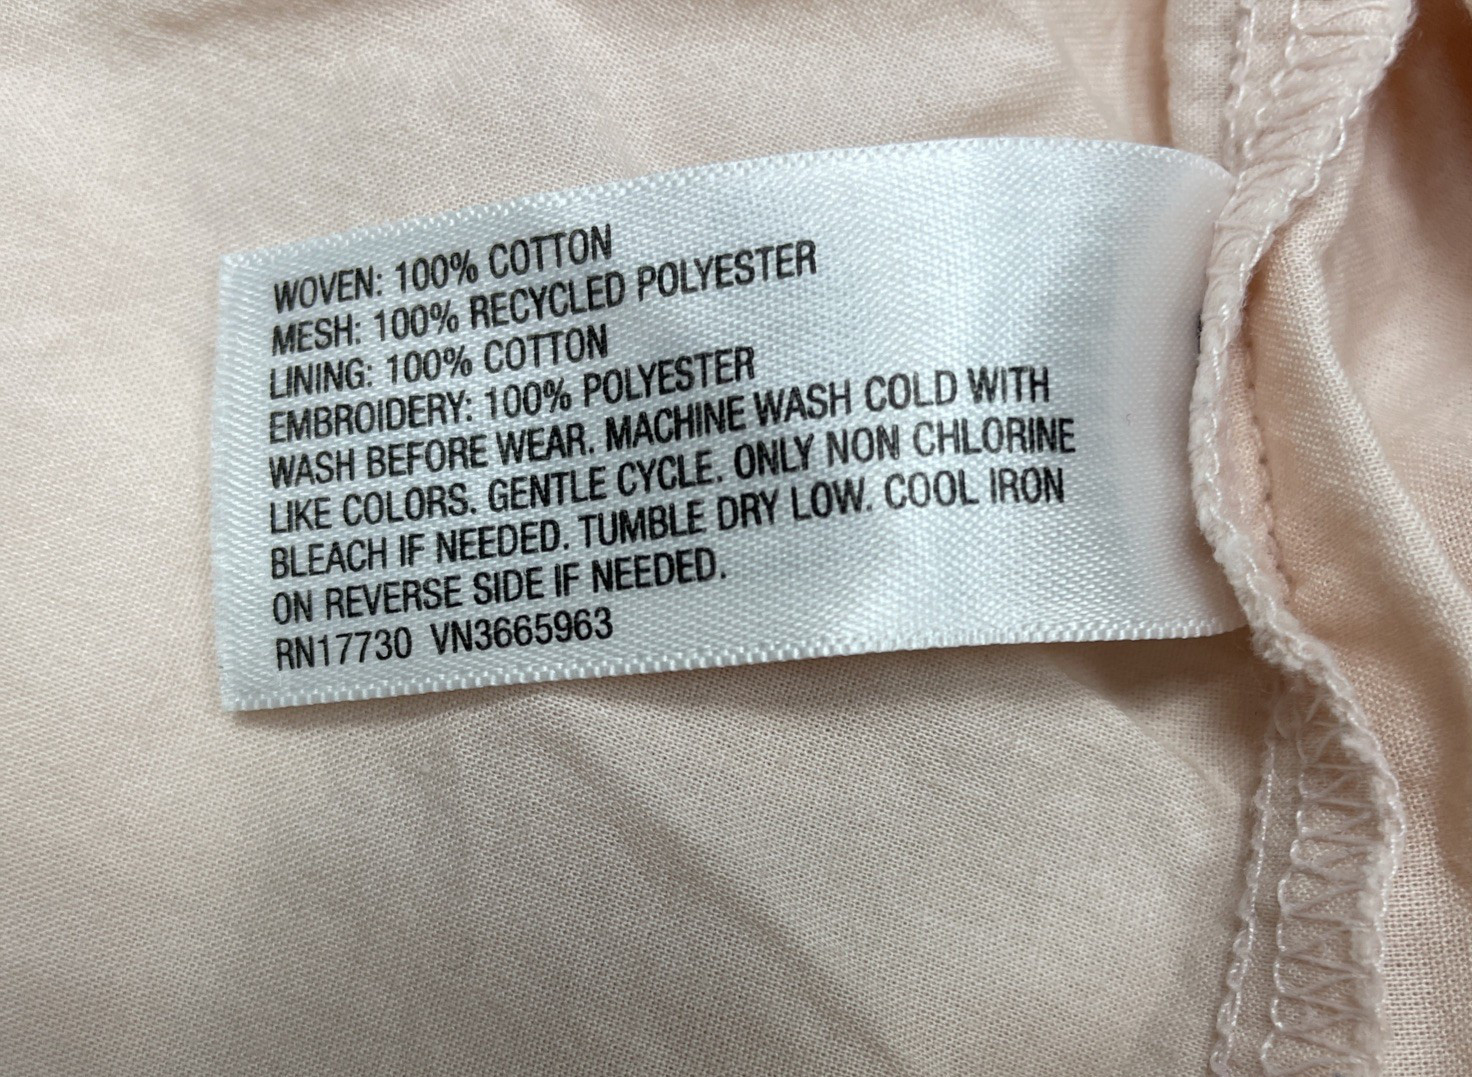 WOVEN: 100% COTTON
MESH: 100% RECYCLED POLYESTER
LINING: 100% COTTON
EMBROIDERY: 100% POLYESTER
WASH BEFORE WEAR. MACHINE WASH COLD WITH
LIKE COLORS. GENTLE CYCLE. ONLY NON CHLORINE
BLEACH IF NEEDED. TUMBLE DRY LOW. COOL IRON
ON REVERSE SIDE IF NEEDED.
RN17730 VN3665963